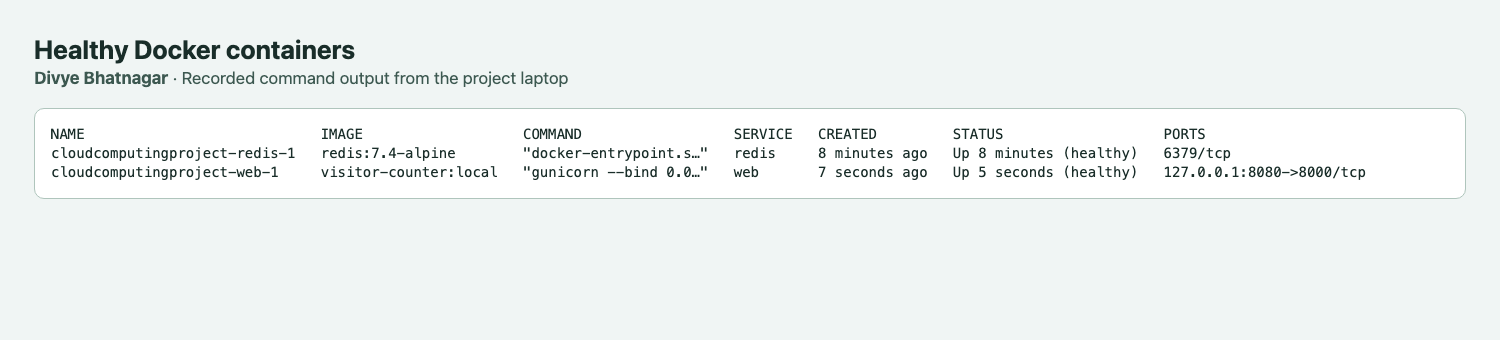 Healthy Docker containers
Divye Bhatnagar · Recorded command output from the project laptop
NAME IMAGE COMMAND SERVICE CREATED STATUS PORTS
cloudcomputingproject-redis-1 redis:7.4-alpine "docker-entrypoint.s…" redis 8 minutes ago Up 8 minutes (healthy) 6379/tcp
cloudcomputingproject-web-1 visitor-counter:local "gunicorn --bind 0.0…" web 7 seconds ago Up 5 seconds (healthy) 127.0.0.1:8080->8000/tcp